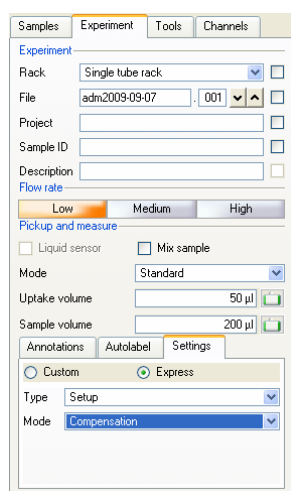 Samples Experiment Tools Channels
Experiment
Rack Single tube rack
File adm2009-09-07 . 001
Project
Sample ID
Description
Flow rate
Low Medium High
Pickup and measure
Liquid sensor Mix sample
Mode Standard
Uptake volume 50 µl
Sample volume 200 µl
Annotations Autolabel Settings
Custom Express
Type Setup
Mode Compensation